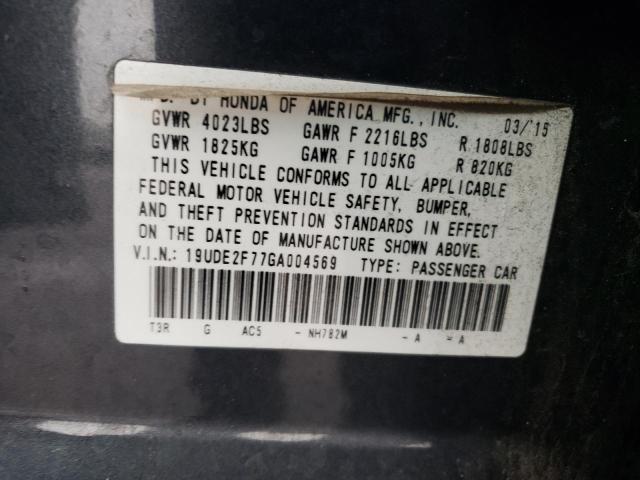 MFD. BY HONDA OF AMERICA MFG., INC. 03/'15
GVWR 4023LBS GAWR F 2216LBS R 1808LBS
GVWR 1825KG GAWR F 1005KG R 820KG
THIS VEHICLE CONFORMS TO ALL APPLICABLE
FEDERAL MOTOR VEHICLE SAFETY, BUMPER,
AND THEFT PREVENTION STANDARDS IN EFFECT
ON THE DATE OF MANUFACTURE SHOWN ABOVE.
V.I.N.: 19UDE2F77GA004569 TYPE: PASSENGER CAR
T3R G AC5 - NH782M - A - A